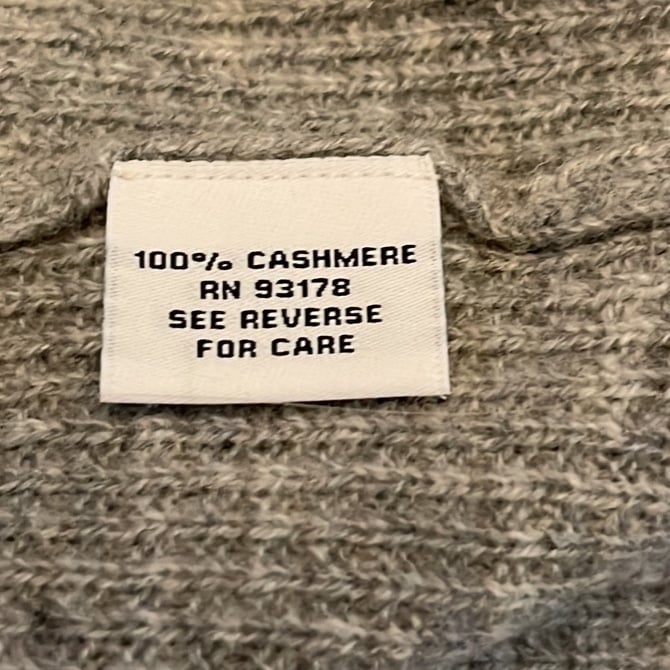 100% CASHMERE
RN 93178
SEE REVERSE
FOR CARE